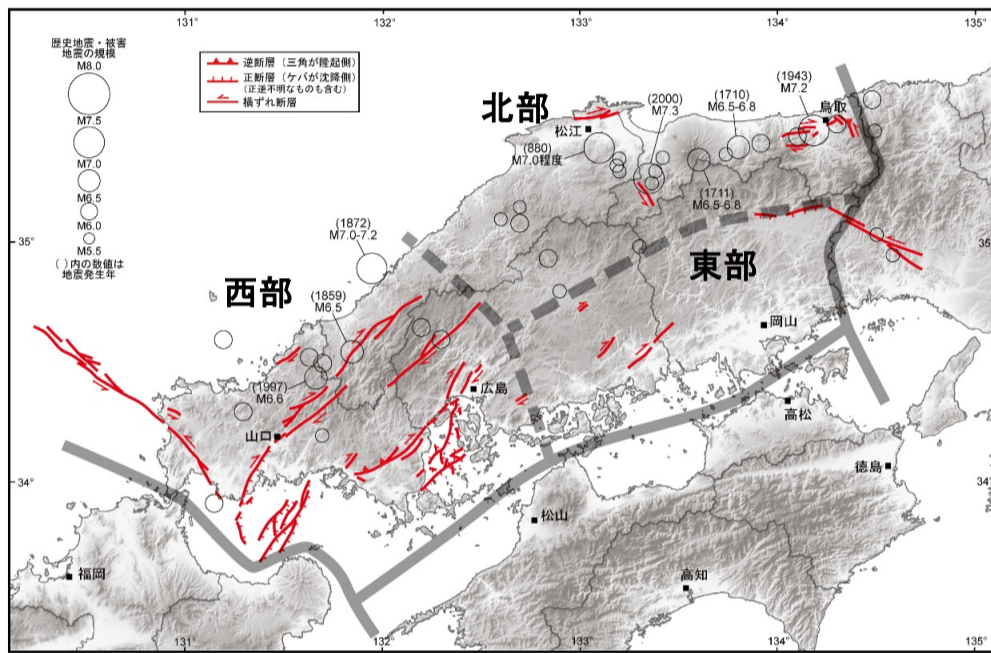 131°
132°
133°
134°
135°
歴史地震・被害
地震の規模
M8.0
M7.5
M7.0
M6.5
M6.0
M5.5
( )内の数値は
地震発生年
逆断層（三角が隆起側）
正断層（ケバが沈降側）
(正逆不明なものも含む)
横ずれ断層
北部
松江
(880)
M7.0程度
(2000)
M7.3
(1710)
M6.5-6.8
(1943)
M7.2
鳥取
(1711)
M6.5-6.8
35°
35
(1872)
M7.0-7.2
西部
(1859)
M6.5
東部
岡山
(1997)
M6.6
広島
山口
高松
徳島
34°
34°
松山
福岡
高知
131°
132°
133°
134°
135°